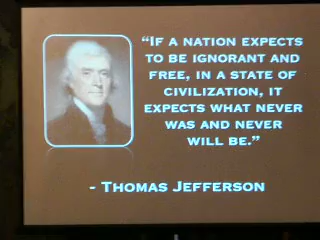 “If a nation expects
to be ignorant and
free, in a state of
civilization, it
expects what never
was and never
will be.”
- Thomas Jefferson